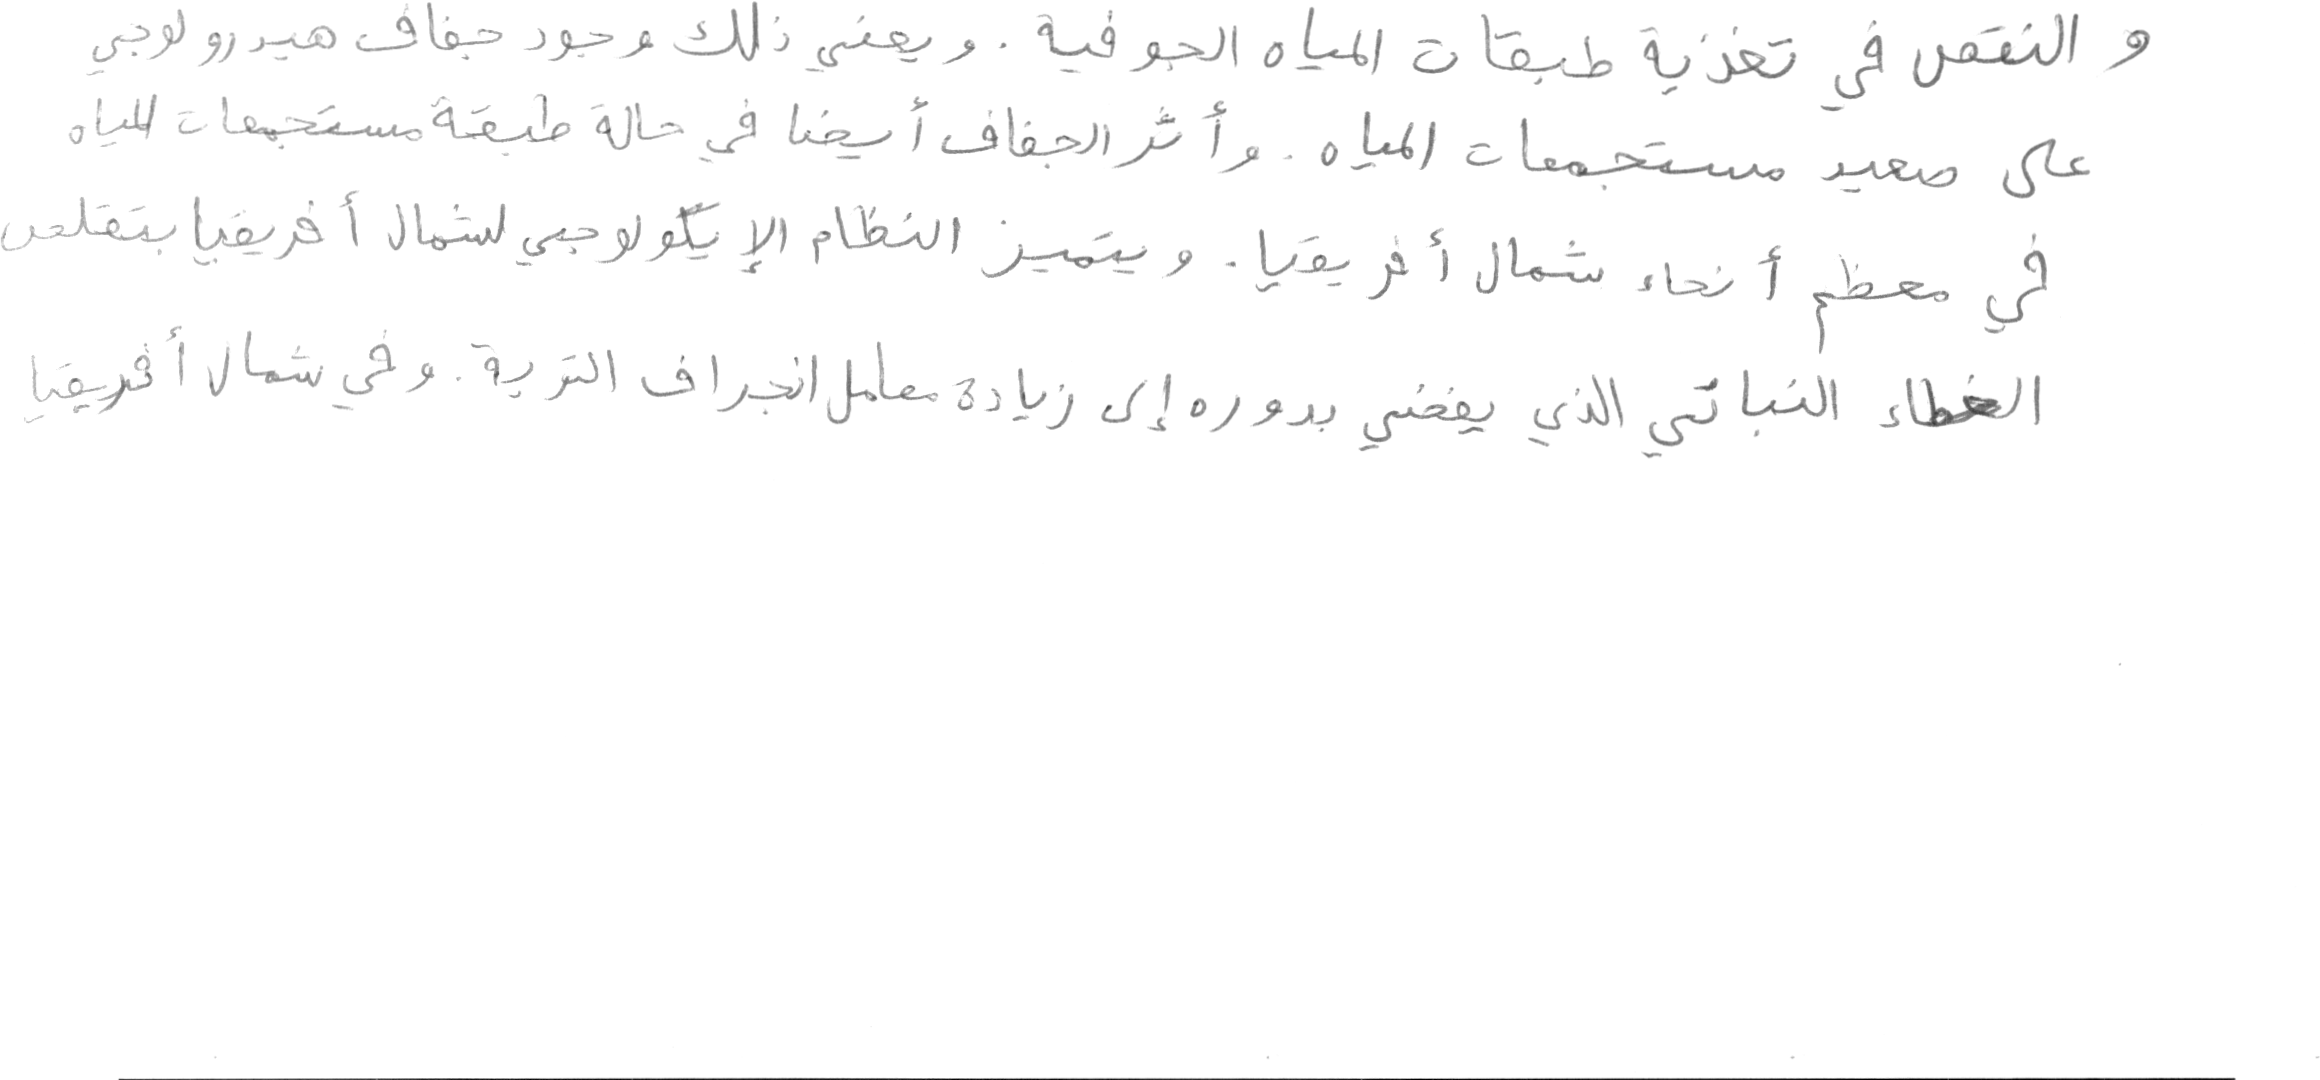 و النقص في تغذية طبقات المياه الجوفية . ويعني ذلك وجود جفاف هيدرولوجي
على صعيد مستجمعات المياه . وأثر الجفاف أيضا في حالة طبقة مستجمعات المياه
في معظم أنحاء شمال أفريقيا . ويتميز النظام الإيكولوجي لشمال أفريقيا بتقلص
الغطاء النباتي الذي يفضي بدوره إلى زيادة معامل انجراف التربة . وفي شمال أفريقيا